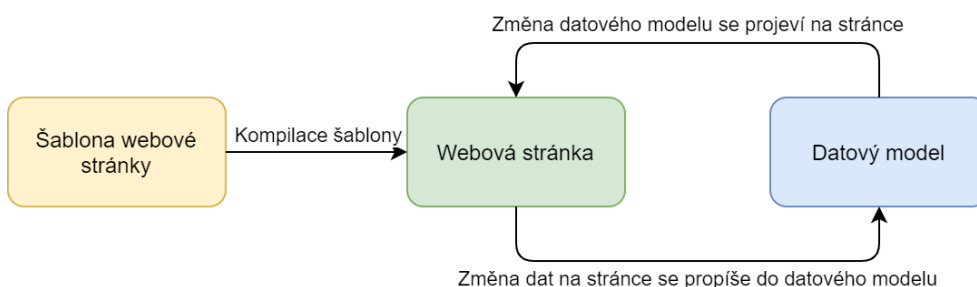 Změna datového modelu se projeví na stránce
Šablona webové
stránky
Kompilace šablony
Webová stránka
Datový model
Změna dat na stránce se propíše do datového modelu